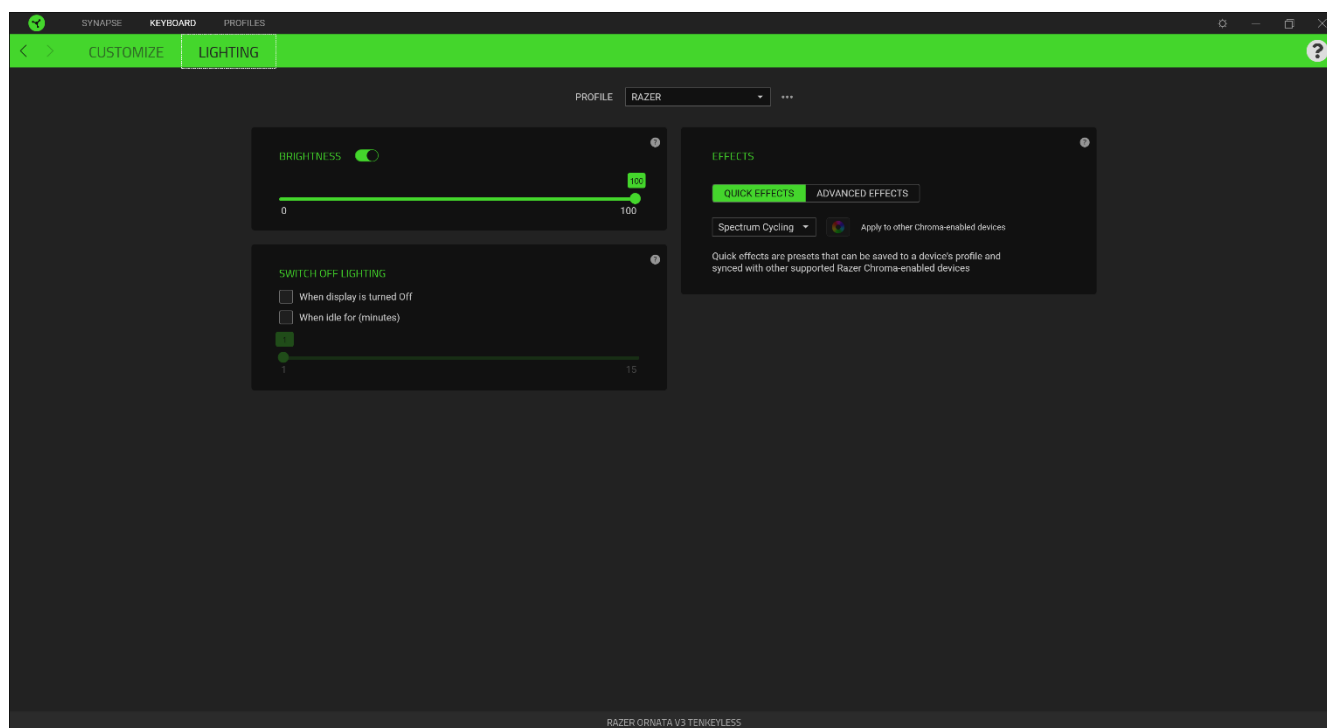 SYNAPSE KEYBOARD PROFILES
CUSTOMIZE LIGHTING
?
PROFILE RAZER
BRIGHTNESS
100
0 100
SWITCH OFF LIGHTING
When display is turned Off
When idle for (minutes)
1
1 15
EFFECTS
QUICK EFFECTS ADVANCED EFFECTS
Spectrum Cycling Apply to other Chroma-enabled devices
Quick effects are presets that can be saved to a device's profile and
synced with other supported Razer Chroma-enabled devices
RAZER ORNATA V3 TENKEYLESS